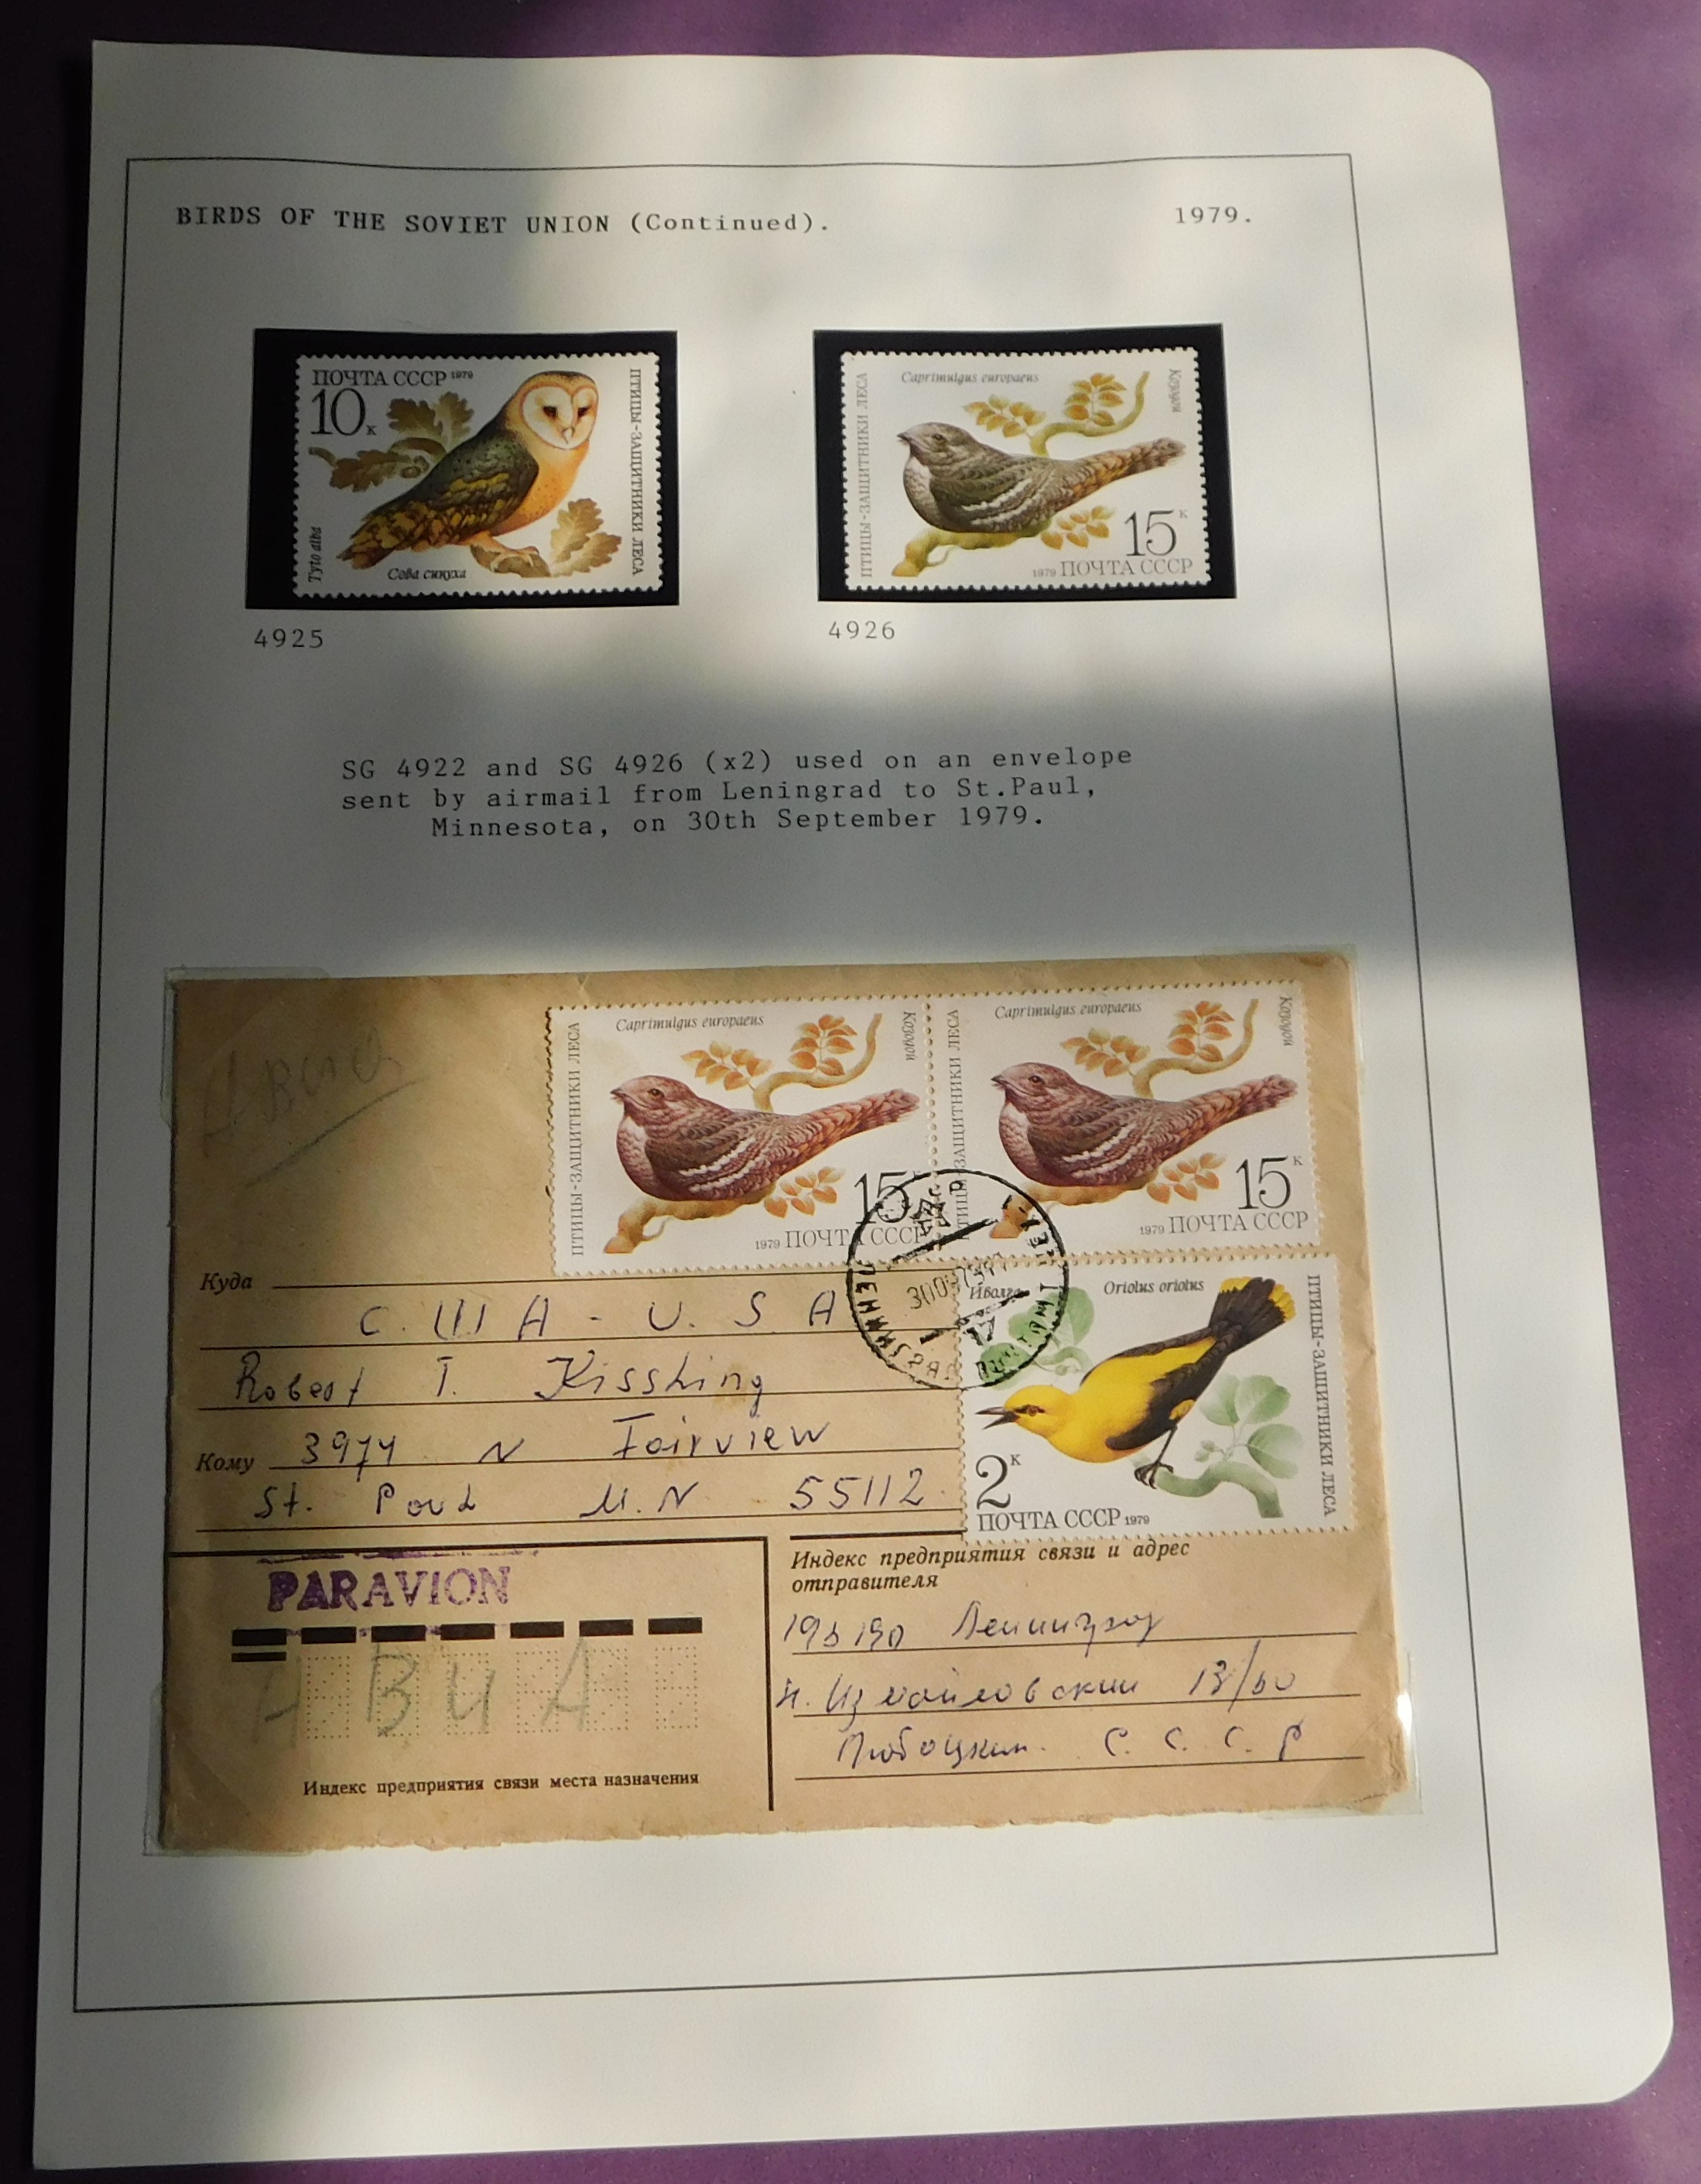 BIRDS OF THE SOVIET UNION (Continued).
1979.
ПОЧТА СССР 1979
10к
ПТИЦЫ-ЗАЩИТНИКИ ЛЕСА
Tyto alba
Сова сипуха
Caprimulgus europaeus
Козодой
ПТИЦЫ-ЗАЩИТНИКИ ЛЕСА
15к
1979 ПОЧТА СССР
4925
4926
SG 4922 and SG 4926 (x2) used on an envelope
sent by airmail from Leningrad to St.Paul,
Minnesota, on 30th September 1979.
Авиа
Caprimulgus europaeus
Козодой
ПТИЦЫ-ЗАЩИТНИКИ ЛЕСА
15
1979 ПОЧТА СССР
Caprimulgus europaeus
Козодой
ПТИЦЫ-ЗАЩИТНИКИ ЛЕСА
15к
1979 ПОЧТА СССР
Иволга
Oriolus oriolus
ПТИЦЫ-ЗАЩИТНИКИ ЛЕСА
2к
ПОЧТА СССР 1979
Куда
С.Ш А - U. S. A
Robert T. Kissling
Кому 3974 N Fairview
St. Paul M.N 55112
PAR AVION
АВИА
Индекс предприятия связи места назначения
Индекс предприятия связи и адрес
отправителя
Ленинград
Измайловский 13/60
С. С. С. Р